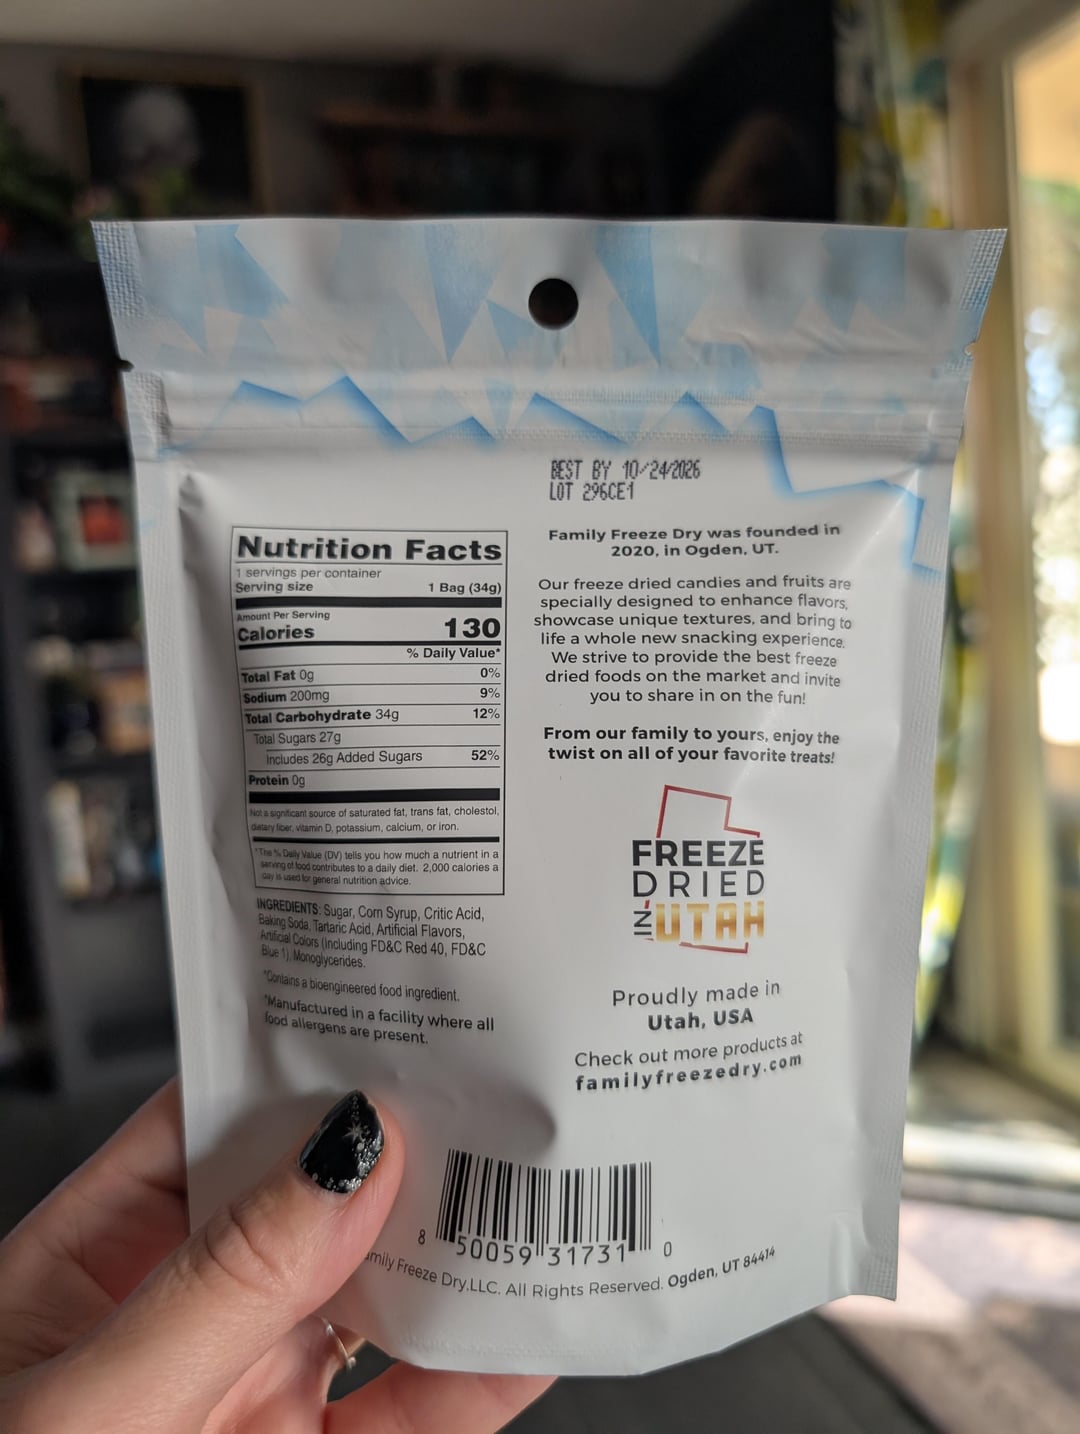 BEST BY 10/24/2026
LOT 296CE1
Nutrition Facts
1 servings per container
Serving size 1 Bag (34g)
Amount Per Serving
Calories 130
% Daily Value*
Total Fat 0g 0%
Sodium 200mg 9%
Total Carbohydrate 34g 12%
Total Sugars 27g
Includes 26g Added Sugars 52%
Protein 0g
Not a significant source of saturated fat, trans fat, cholestol,
dietary fiber, vitamin D, potassium, calcium, or iron.
*The % Daily Value (DV) tells you how much a nutrient in a
serving of food contributes to a daily diet. 2,000 calories a
day is used for general nutrition advice.
INGREDIENTS: Sugar, Corn Syrup, Critic Acid,
Baking Soda, Tartaric Acid, Artificial Flavors,
Artificial Colors (Including FD&C Red 40, FD&C
Blue 1), Monoglycerides.
*Contains a bioengineered food ingredient.
*Manufactured in a facility where all
food allergens are present.
Family Freeze Dry was founded in
2020, in Ogden, UT.
Our freeze dried candies and fruits are
specially designed to enhance flavors,
showcase unique textures, and bring to
life a whole new snacking experience.
We strive to provide the best freeze
dried foods on the market and invite
you to share in on the fun!
From our family to yours, enjoy the
twist on all of your favorite treats!
FREEZE
DRIED
IN UTAH
Proudly made in
Utah, USA
Check out more products at
familyfreezedry.com
8 50059 31731 0
mily Freeze Dry.LLC. All Rights Reserved. Ogden, UT 84414